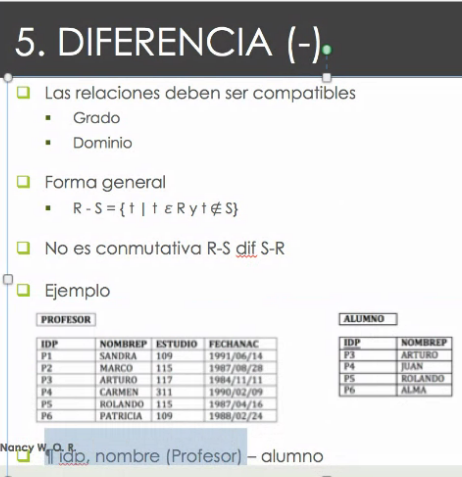 5. DIFERENCIA (-)
Las relaciones deben ser compatibles
Grado
Dominio
Forma general
R - S = { t | t ε R y t ∉ S}
No es conmutativa R-S dif S-R
Ejemplo
PROFESOR
IDP NOMBREP ESTUDIO FECHANAC
P1 SANDRA 109 1991/06/14
P2 MARCO 115 1987/08/28
P3 ARTURO 117 1984/11/11
P4 CARMEN 311 1990/02/09
P5 ROLANDO 115 1987/04/16
P6 PATRICIA 109 1988/02/24
ALUMNO
IDP NOMBREP
P3 ARTURO
P4 JUAN
P5 ROLANDO
P6 ALMA
Nancy W. O. R.
¶ idp, nombre (Profesor) – alumno